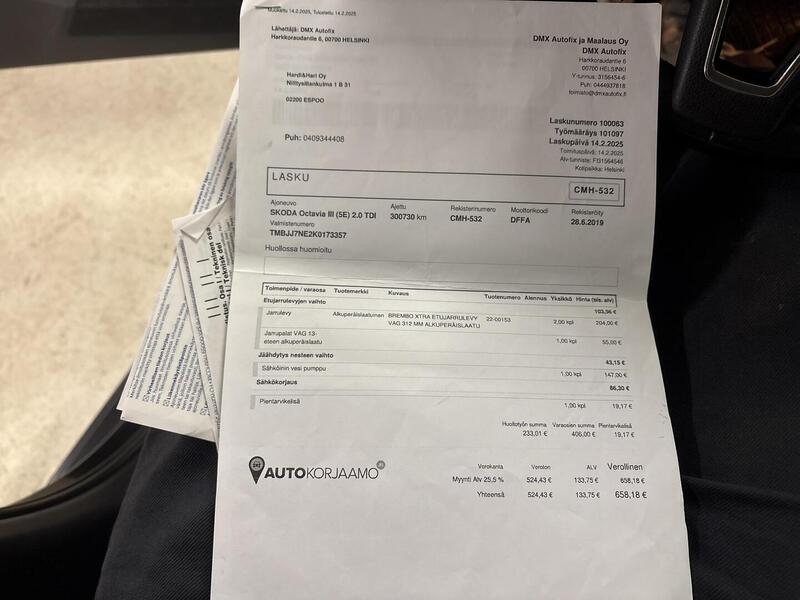 Muokattu 14.2.2025, Tulostettu 14.2.2025
Lähettäjä: DMX Autofix
Harkkoraudantie 6, 00700 HELSINKI
DMX Autofix ja Maalaus Oy
DMX Autofix
Harkkoraudantie 6
00700 HELSINKI
Y-tunnus: 3156454-6
Puh: 0444937818
toimisto@dmxautofix.fi
Hardi&Hari Oy
Niittysillankulma 1 B 31
02200 ESPOO
Puh: 0409344408
Laskunumero 100063
Työmääräys 101097
Laskupäivä 14.2.2025
Toimituspäivä: 14.2.2025
Alv-tunniste: FI31564546
Kotipaikka: Helsinki
LASKU
CMH-532
Ajoneuvo Ajettu Rekisterinumero Moottorikoodi Rekisteröity
SKODA Octavia III (5E) 2.0 TDI 300730 km CMH-532 DFFA 28.6.2019
Valmistenumero
TMBJJ7NE2K0173357
Huollossa huomioitu
Toimenpide / varaosa Tuotemerkki Kuvaus Tuotenumero Alennus Yksikkö Hinta (sis. alv)
Etujarrulevyjen vaihto 103,56 €
Jarrulevy Alkuperäislaatuinen BREMBO XTRA ETUJARRULEVY VAG 312 MM ALKUPERÄISLAATU 22-00153 2,00 kpl 204,00 €
Jarrupalat VAG 13- eteen alkuperäislaatu 1,00 kpl 55,00 €
Jäähdytys nesteen vaihto 43,15 €
Sähköinin vesi pumppu 1,00 kpl 147,00 €
Sähkökorjaus 86,30 €
Pientarvikelisä 1,00 kpl 19,17 €
Huoltotyön summa Varaosien summa Pientarvikelisä
233,01 € 406,00 € 19,17 €
AUTOKORJAAMO
Verokanta Veroton ALV Verollinen
Myynti Alv 25,5 % 524,43 € 133,75 € 658,18 €
Yhteensä 524,43 € 133,75 € 658,18 €
Osa I / Tekninen osa
Teknisk del